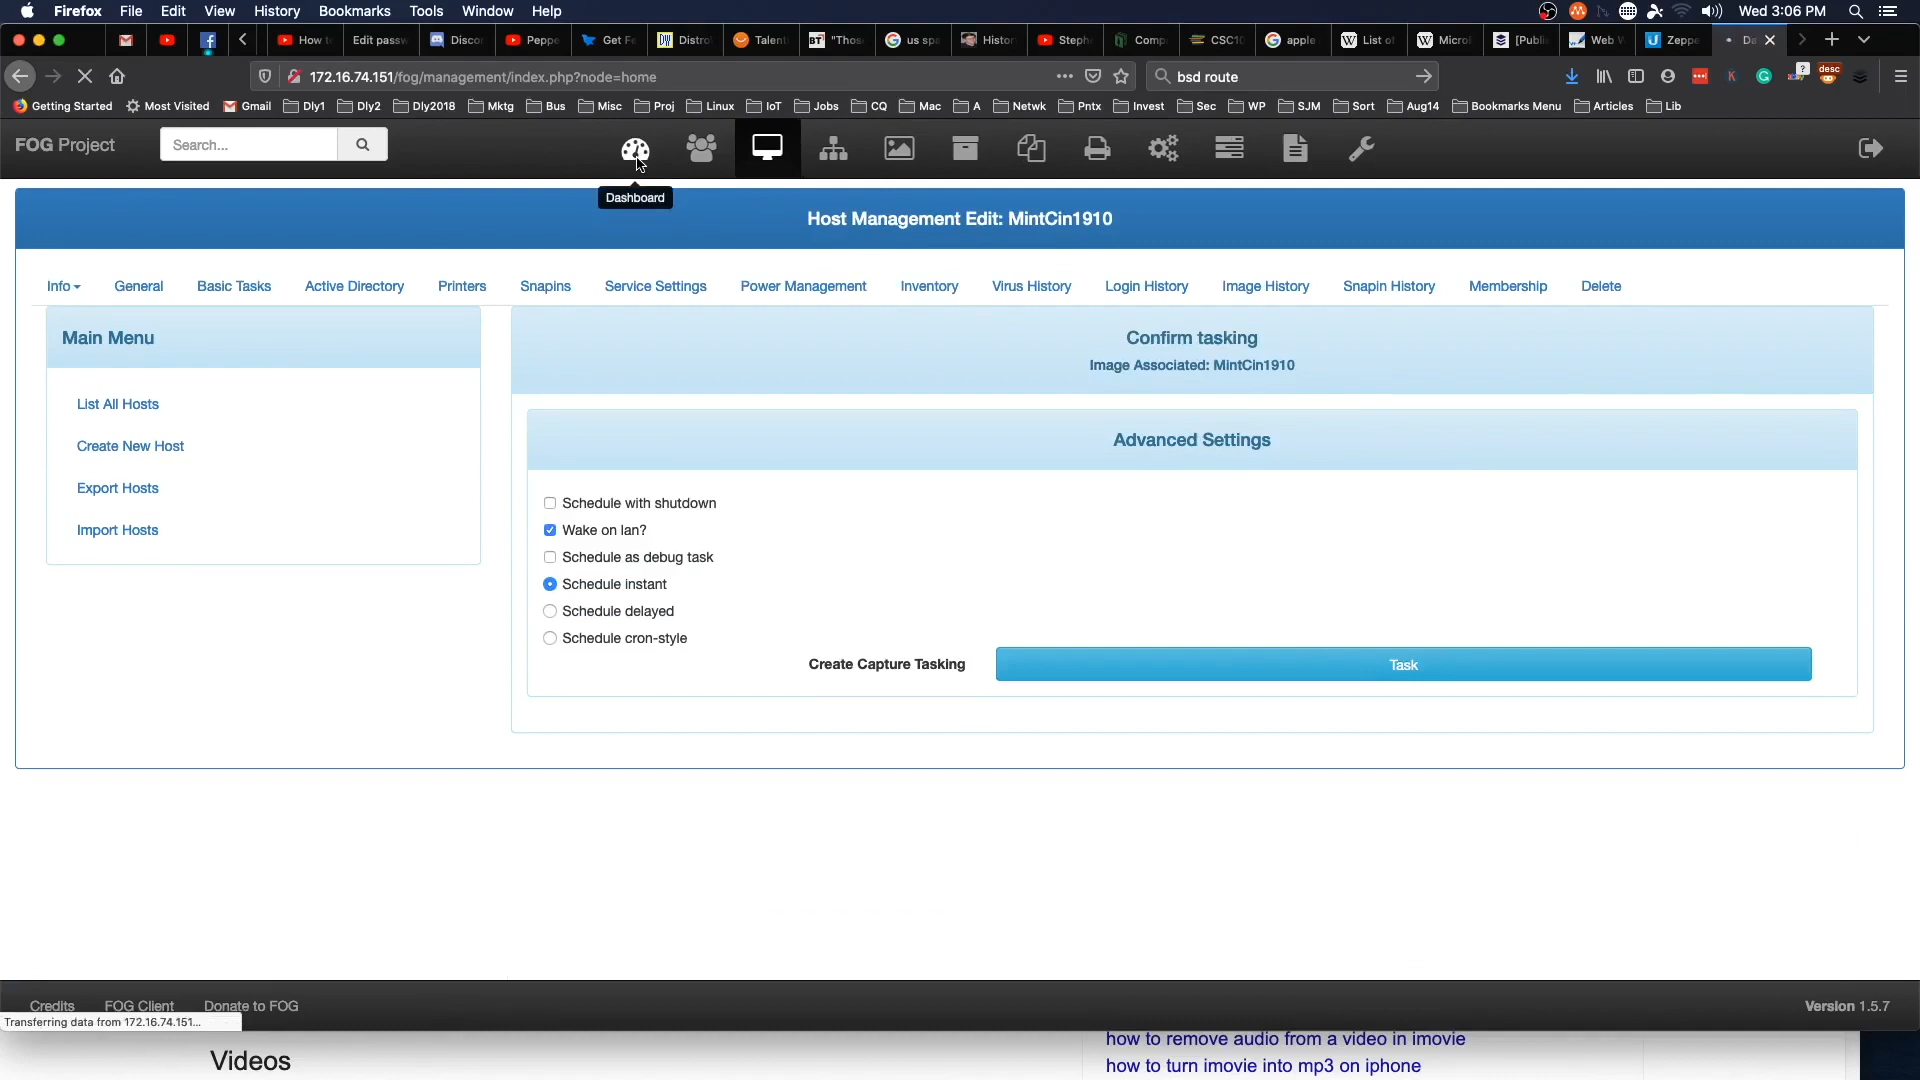 Firefox File Edit View History Bookmarks Tools Window Help
Wed 3:06 PM
How t Edit passw Disco Peppe Get Fe Distro Talent "Thos us spa Histor Steph Comp CSC10 apple List of Micro [Publi Web W Zeppe Da
172.16.74.151/fog/management/index.php?node=home
bsd route
desc
Getting Started Most Visited Gmail Dly1 Dly2 Dly2018 Mktg Bus Misc Proj Linux IoT Jobs CQ Mac A Netwk Pntx Invest Sec WP SJM Sort Aug14 Bookmarks Menu Articles Lib
FOG Project
Search...
Dashboard
Host Management Edit: MintCin1910
Info General Basic Tasks Active Directory Printers Snapins Service Settings Power Management Inventory Virus History Login History Image History Snapin History Membership Delete
Main Menu
List All Hosts
Create New Host
Export Hosts
Import Hosts
Confirm tasking
Image Associated: MintCin1910
Advanced Settings
Schedule with shutdown
Wake on lan?
Schedule as debug task
Schedule instant
Schedule delayed
Schedule cron-style
Create Capture Tasking
Task
Credits FOG Client Donate to FOG
Version 1.5.7
Transferring data from 172.16.74.151...
Videos
how to remove audio from a video in imovie
how to turn imovie into mp3 on iphone